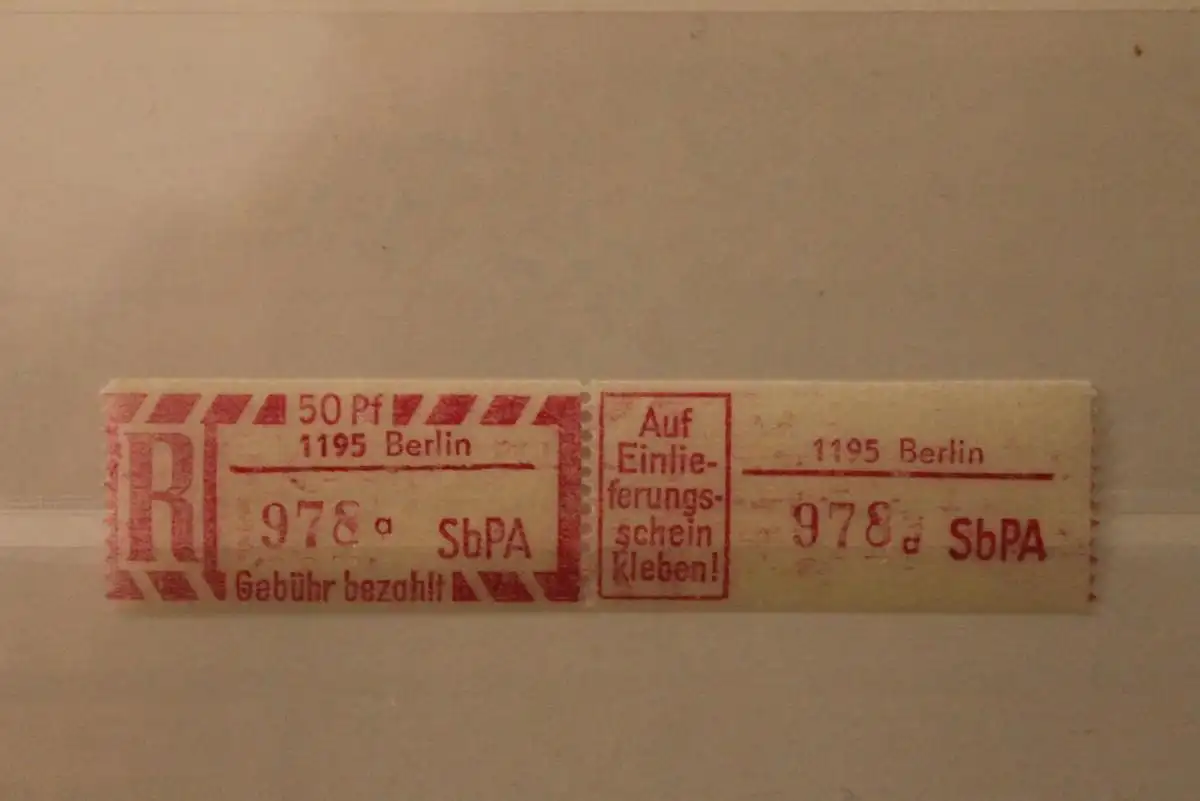 50 Pf
1195 Berlin
R
978 a SbPA
Gebühr bezahlt
Auf
Einlie-
ferungs-
schein
kleben!
1195 Berlin
978 a SbPA